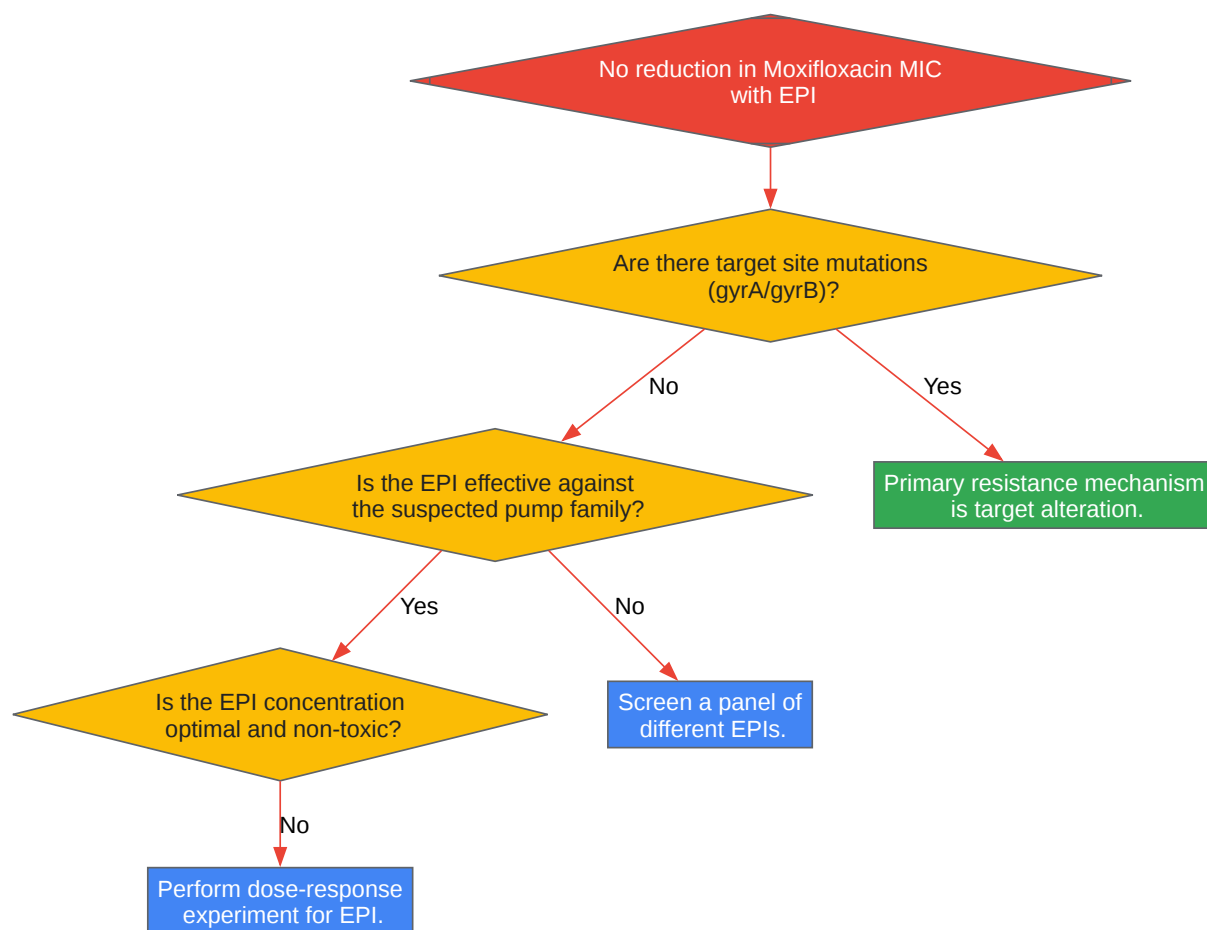 No reduction in Moxifloxacin MIC
with EPI
Are there target site mutations
(gyrA/gyrB)?
No
Yes
Is the EPI effective against
the suspected pump family?
Primary resistance mechanism
is target alteration.
Yes
No
Is the EPI concentration
optimal and non-toxic?
Screen a panel of
different EPIs.
No
Perform dose-response
experiment for EPI.